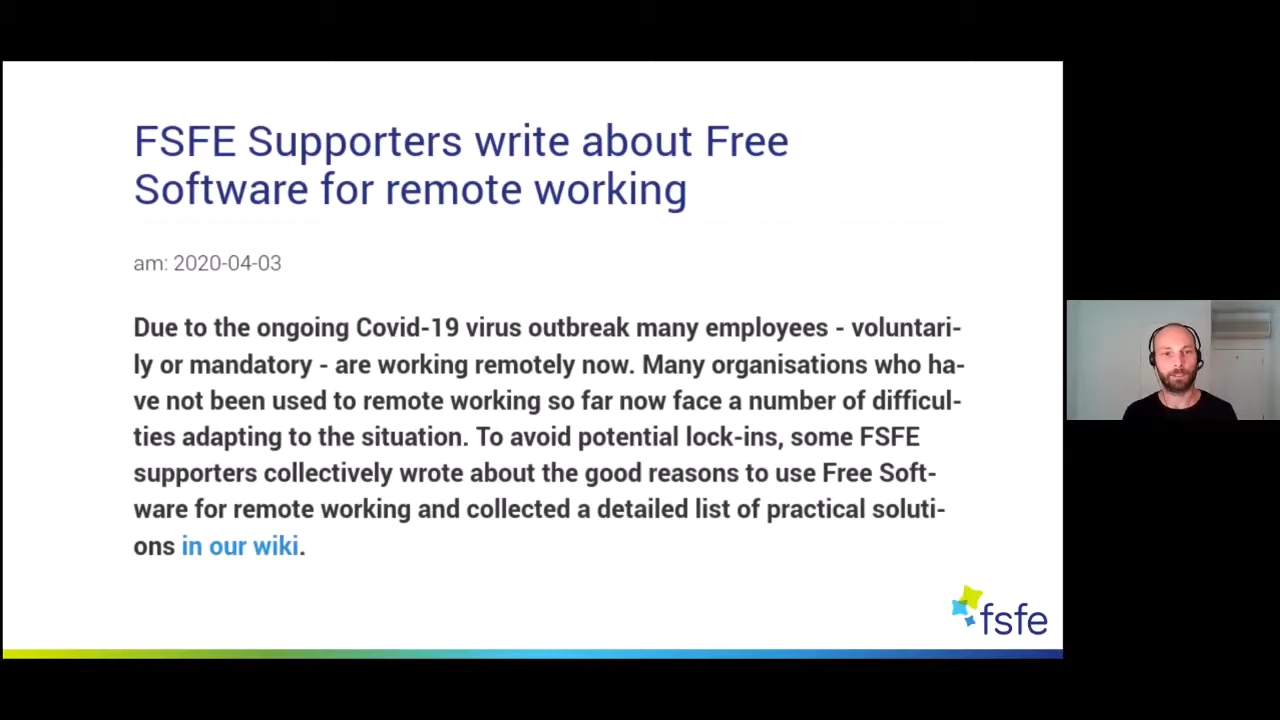 FSFE Supporters write about Free
Software for remote working
am: 2020-04-03
Due to the ongoing Covid-19 virus outbreak many employees - voluntari-
ly or mandatory - are working remotely now. Many organisations who ha-
ve not been used to remote working so far now face a number of difficul-
ties adapting to the situation. To avoid potential lock-ins, some FSFE
supporters collectively wrote about the good reasons to use Free Soft-
ware for remote working and collected a detailed list of practical soluti-
ons in our wiki.
fsfe